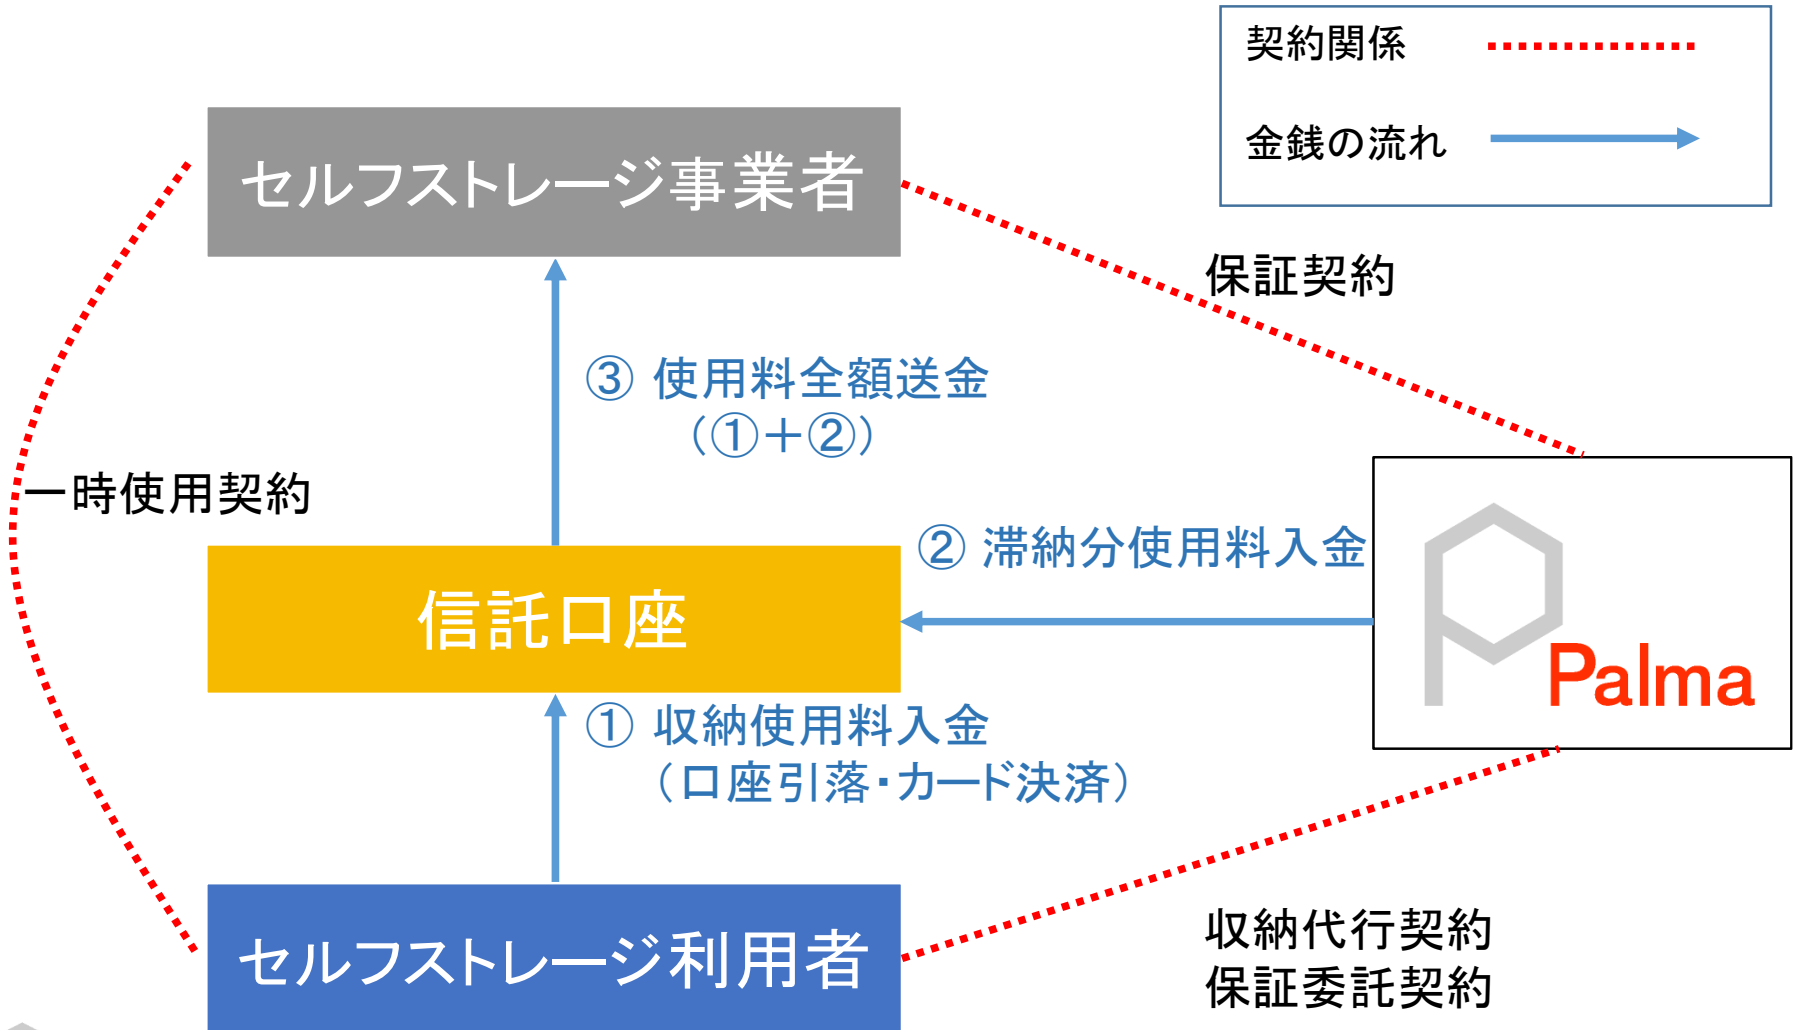 契約関係
金銭の流れ
セルフストレージ事業者
保証契約
③ 使用料全額送金
（①＋②）
一時使用契約
② 滞納分使用料入金
信託口座
Palma
① 収納使用料入金
（口座引落・カード決済）
セルフストレージ利用者
収納代行契約
保証委託契約